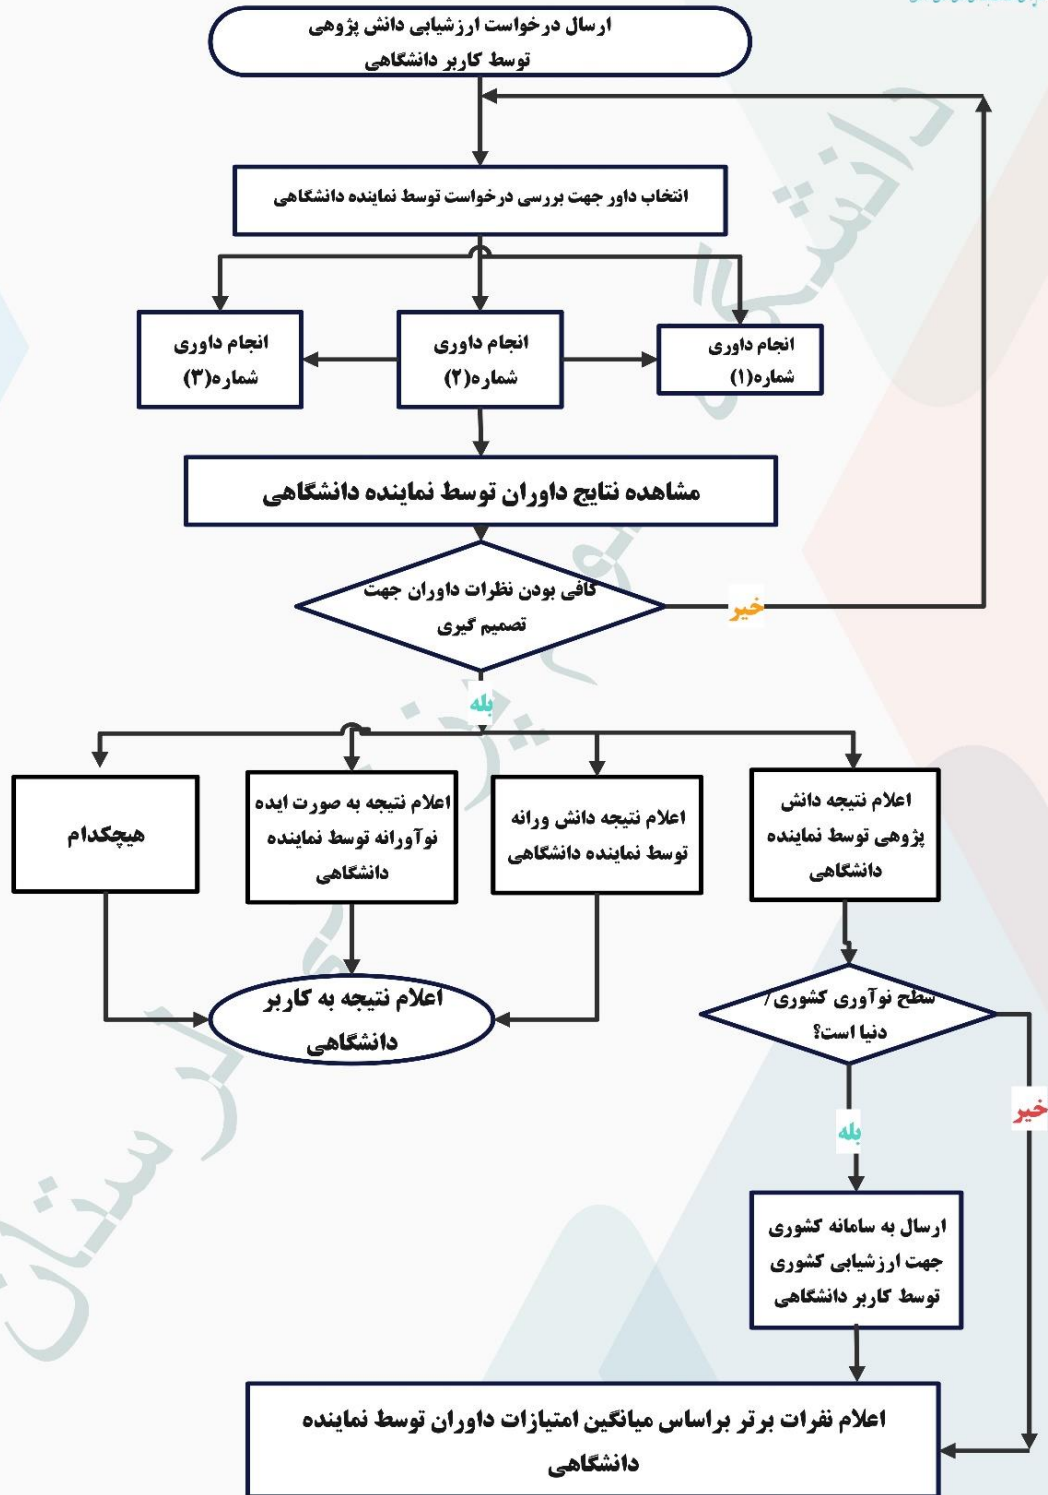 ارسال درخواست ارزشیابی دانش پژوهی
توسط کاربر دانشگاهی
انتخاب داور جهت بررسی درخواست توسط نماینده دانشگاهی
انجام داوری
شماره(۱)
انجام داوری
شماره(۲)
انجام داوری
شماره(۳)
مشاهده نتایج داوران توسط نماینده دانشگاهی
کافی بودن نظرات داوران جهت
تصمیم گیری
خیر
بله
اعلام نتیجه دانش
پژوهی توسط نماینده
دانشگاهی
اعلام نتیجه دانش ورانه
توسط نماینده دانشگاهی
اعلام نتیجه به صورت ایده
نوآورانه توسط نماینده
دانشگاهی
هیچکدام
اعلام نتیجه به کاربر
دانشگاهی
سطح نوآوری کشوری/
دنیا است؟
خیر
بله
ارسال به سامانه کشوری
جهت ارزشیابی کشوری
توسط کاربر دانشگاهی
اعلام نفرات برتر براساس میانگین امتیازات داوران توسط نماینده
دانشگاهی